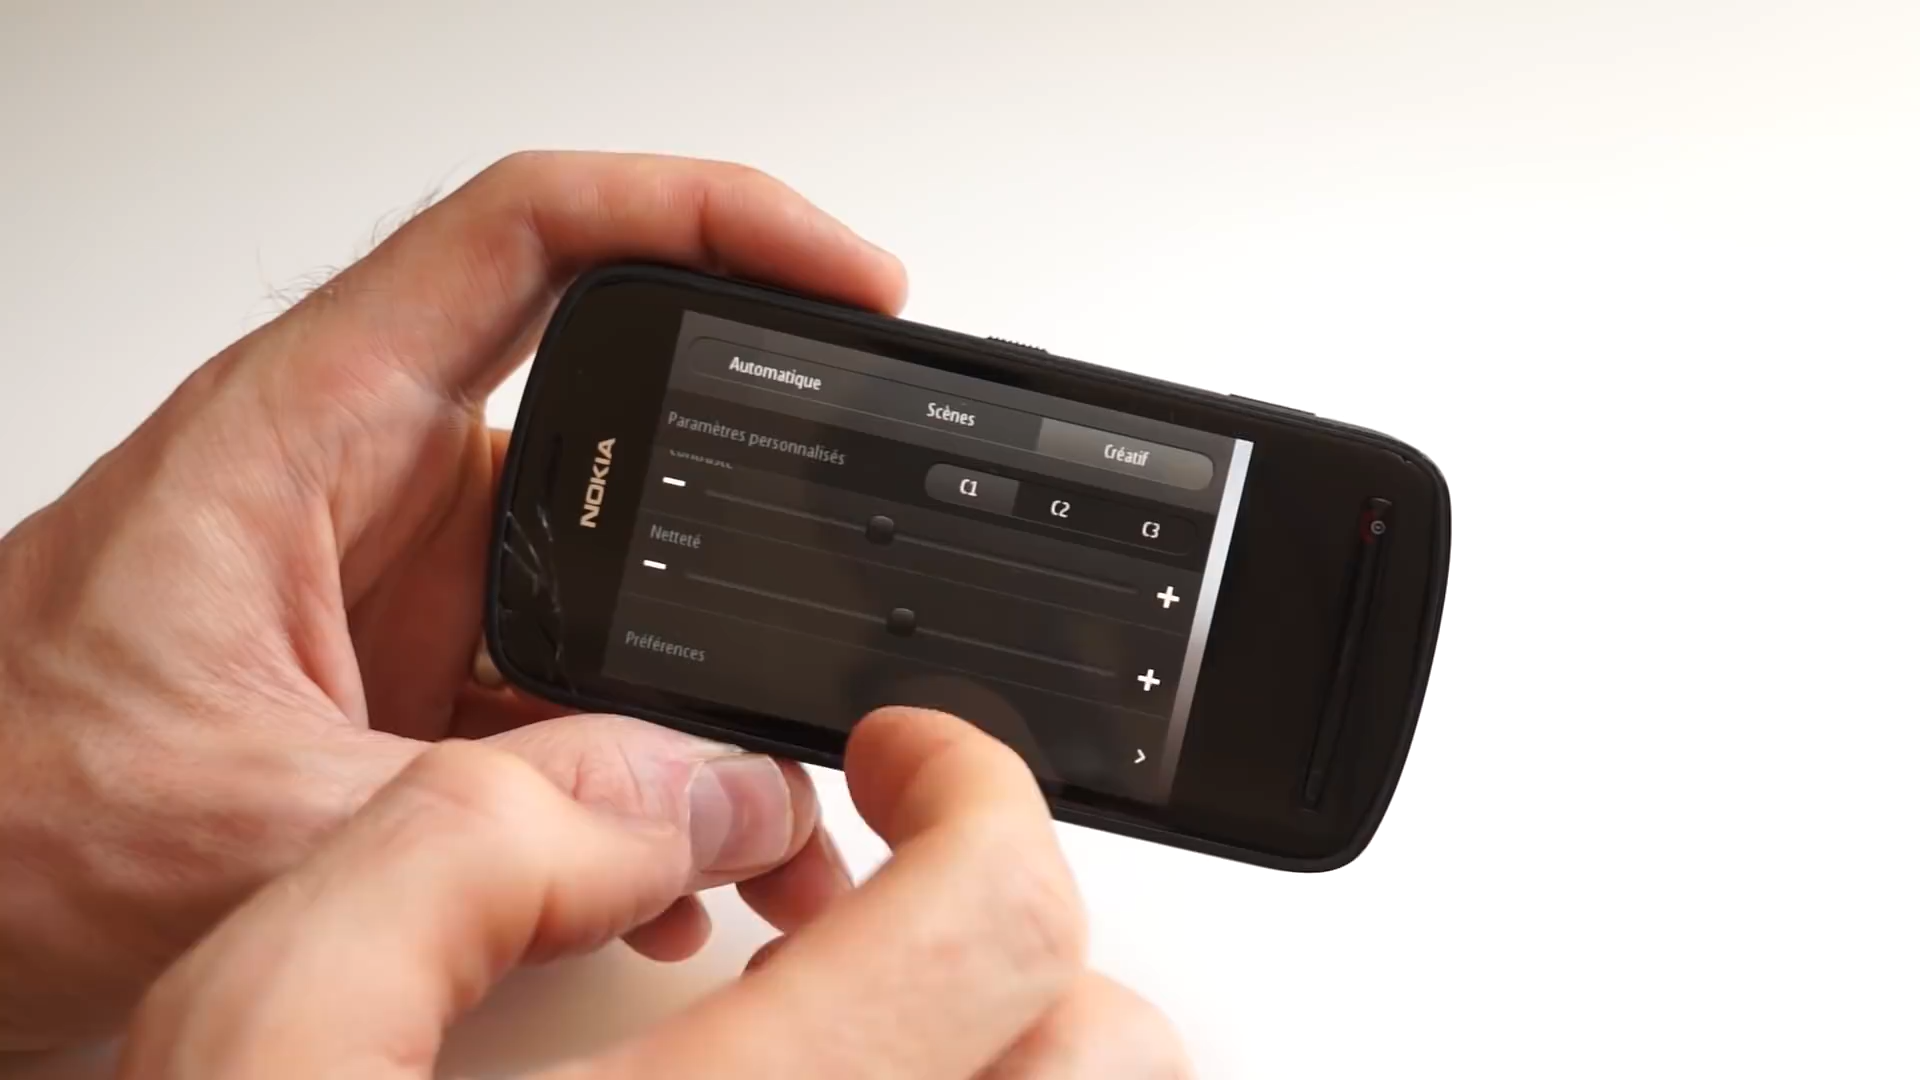 NOKIA
Automatique
Scènes
Créatif
Paramètres personnalisés
C1
C2
C3
Netteté
Préférences